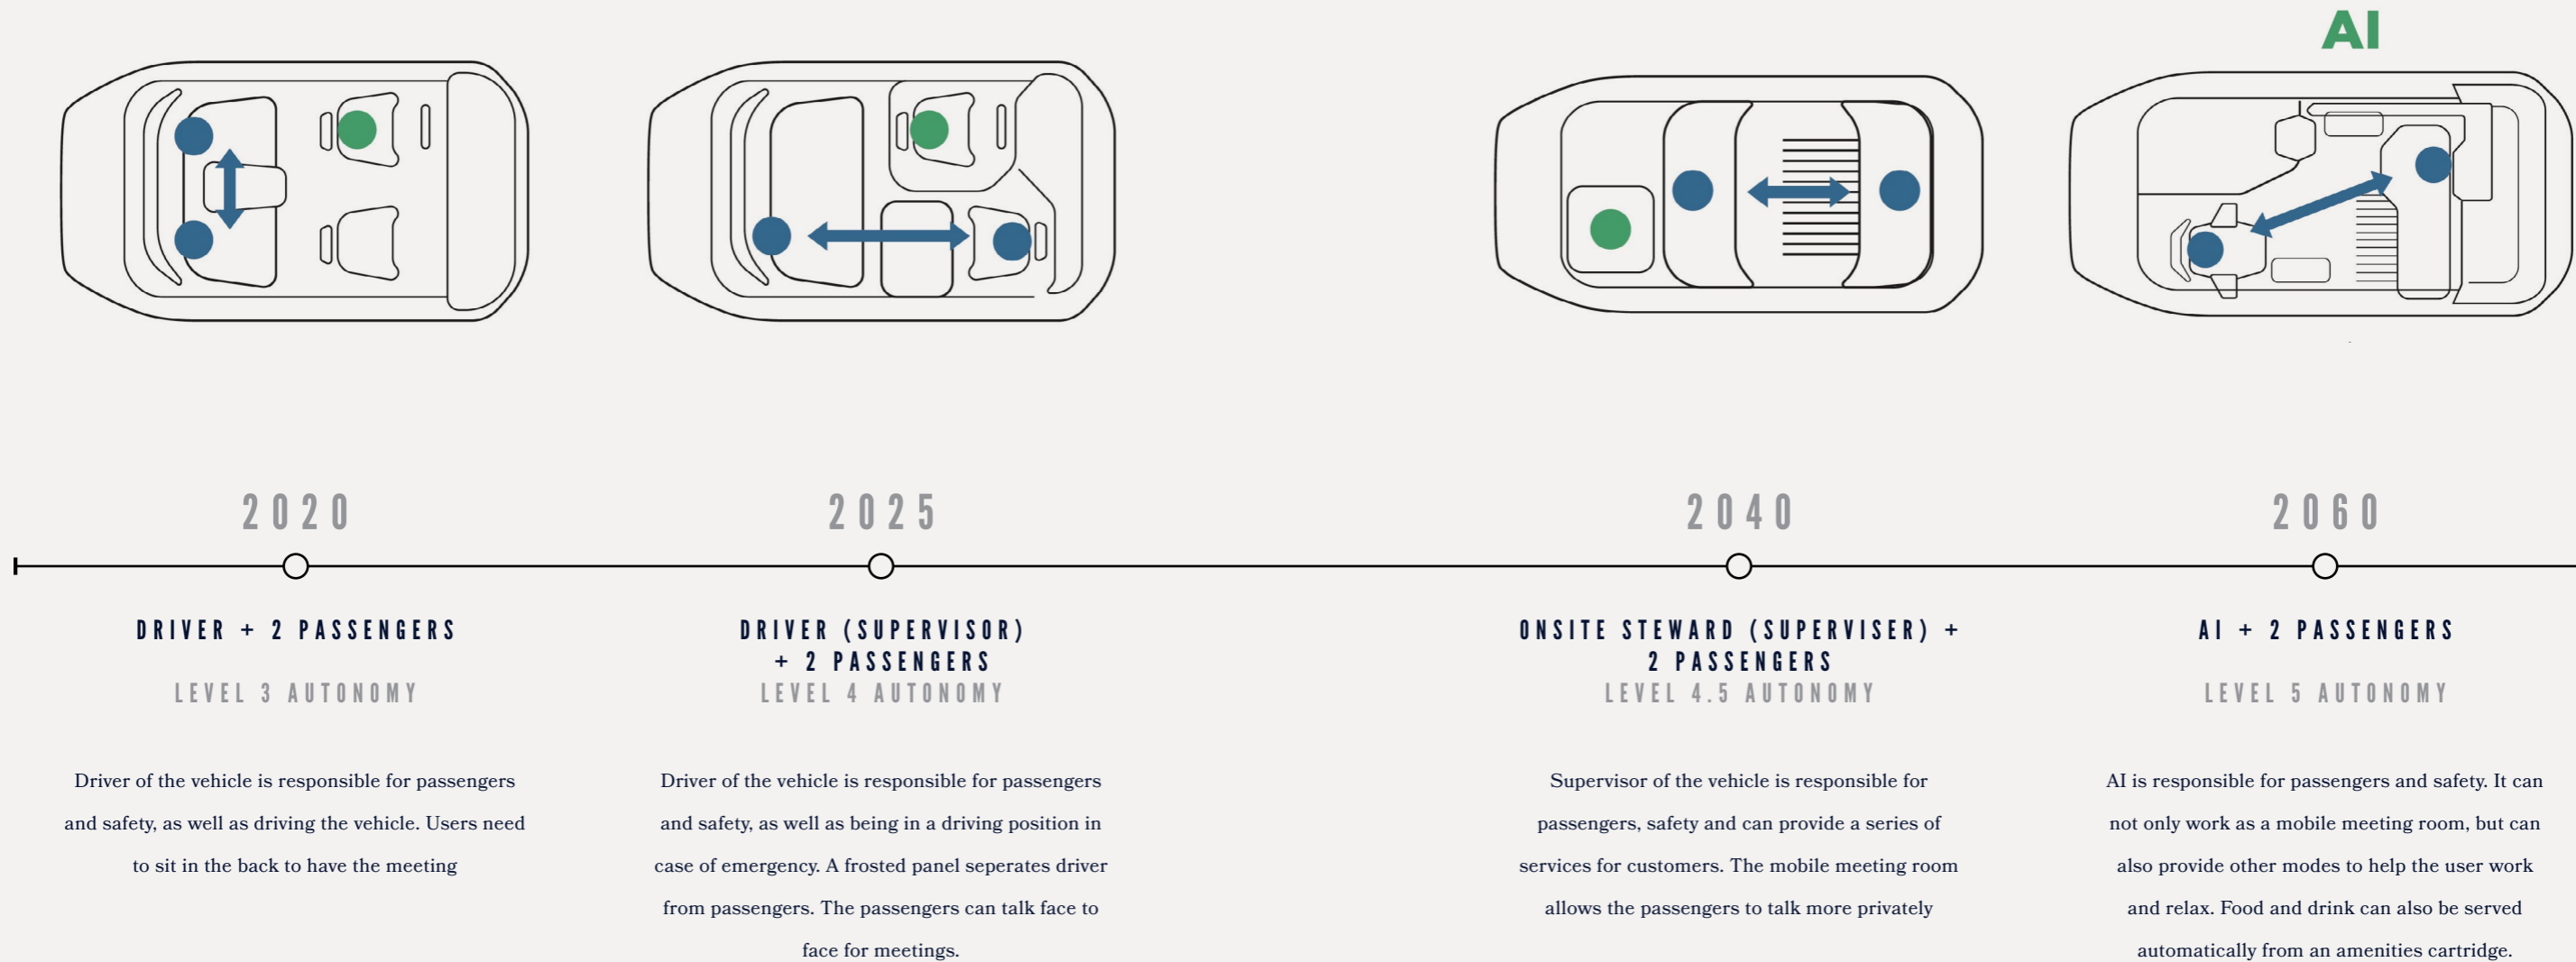 AI
2020
DRIVER + 2 PASSENGERS
LEVEL 3 AUTONOMY
Driver of the vehicle is responsible for passengers
and safety, as well as driving the vehicle. Users need
to sit in the back to have the meeting
2025
DRIVER (SUPERVISOR)
+ 2 PASSENGERS
LEVEL 4 AUTONOMY
Driver of the vehicle is responsible for passengers
and safety, as well as being in a driving position in
case of emergency. A frosted panel seperates driver
from passengers. The passengers can talk face to
face for meetings.
2040
ONSITE STEWARD (SUPERVISER) +
2 PASSENGERS
LEVEL 4.5 AUTONOMY
Supervisor of the vehicle is responsible for
passengers, safety and can provide a series of
services for customers. The mobile meeting room
allows the passengers to talk more privately
2060
AI + 2 PASSENGERS
LEVEL 5 AUTONOMY
AI is responsible for passengers and safety. It can
not only work as a mobile meeting room, but can
also provide other modes to help the user work
and relax. Food and drink can also be served
automatically from an amenities cartridge.